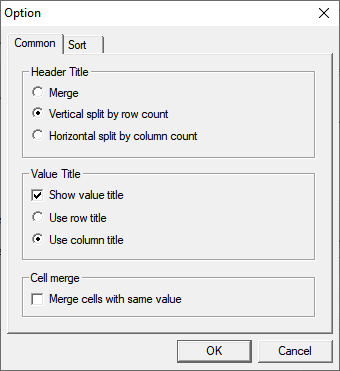 Option
Common
Sort
Header Title
Merge
Vertical split by row count
Horizontal split by column count
Value Title
Show value title
Use row title
Use column title
Cell merge
Merge cells with same value
OK
Cancel